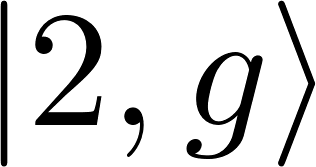 |2, g⟩